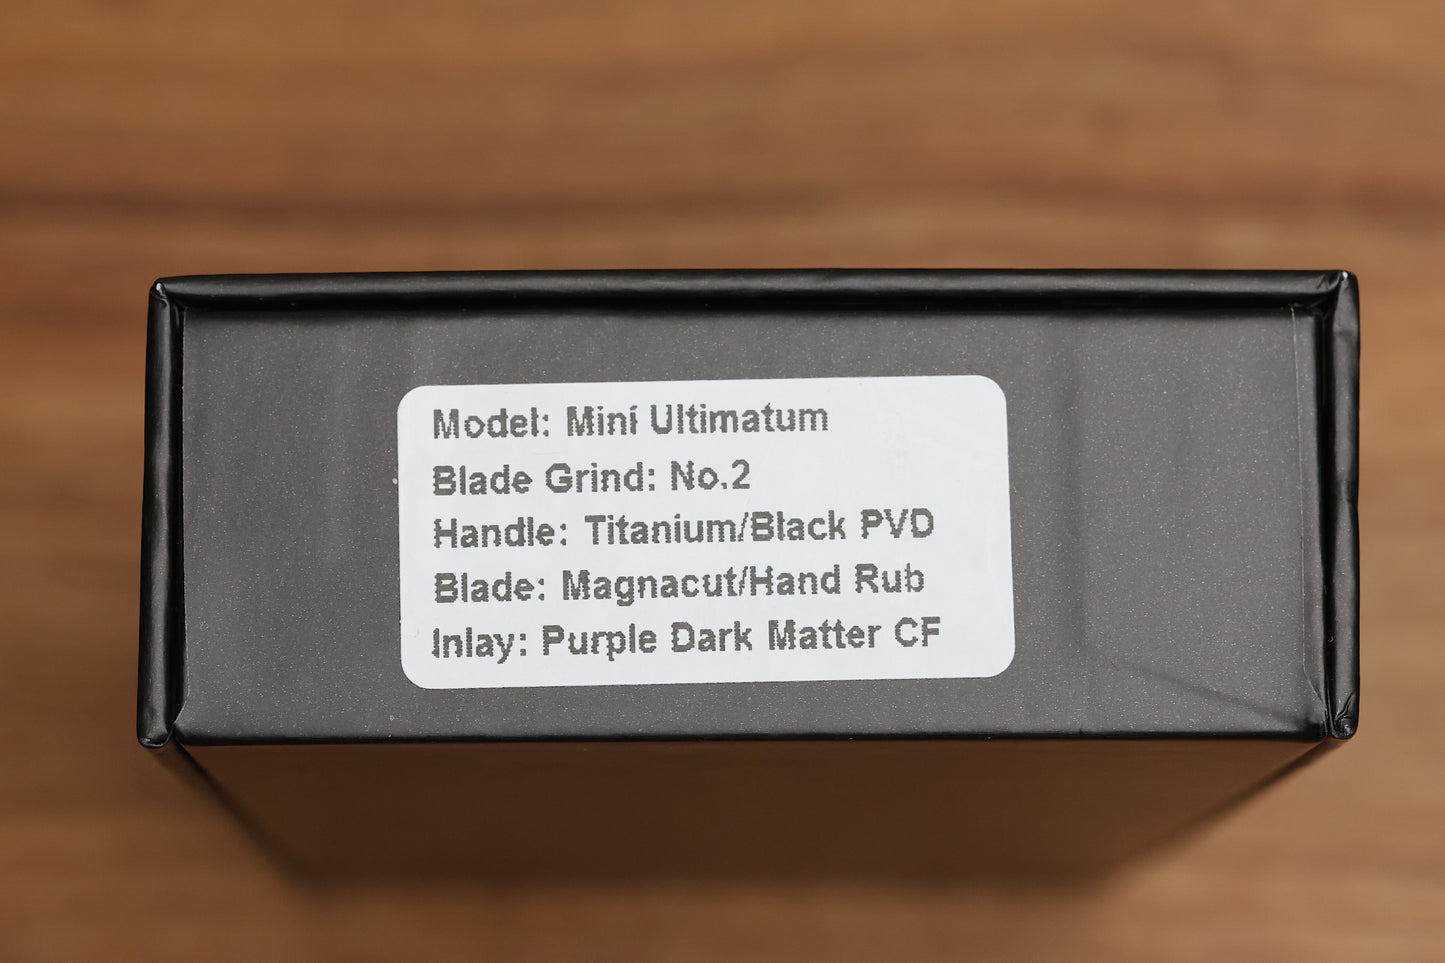 Model: Mini Ultimatum
Blade Grind: No.2
Handle: Titanium/Black PVD
Blade: Magnacut/Hand Rub
Inlay: Purple Dark Matter CF